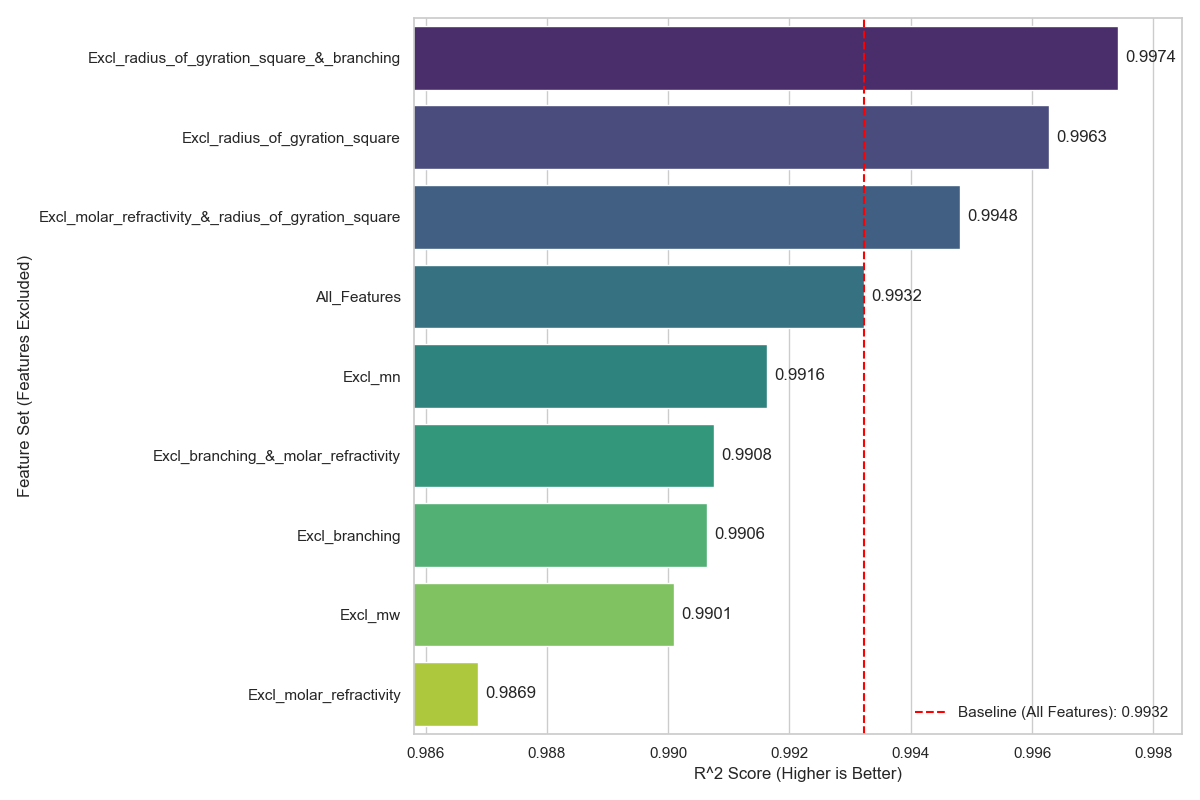 Feature Set (Features Excluded)
Excl_radius_of_gyration_square_&_branching
0.9974
Excl_radius_of_gyration_square
0.9963
Excl_molar_refractivity_&_radius_of_gyration_square
0.9948
All_Features
0.9932
Excl_mn
0.9916
Excl_branching_&_molar_refractivity
0.9908
Excl_branching
0.9906
Excl_mw
0.9901
Excl_molar_refractivity
0.9869
Baseline (All Features): 0.9932
0.986 0.988 0.990 0.992 0.994 0.996 0.998
R^2 Score (Higher is Better)